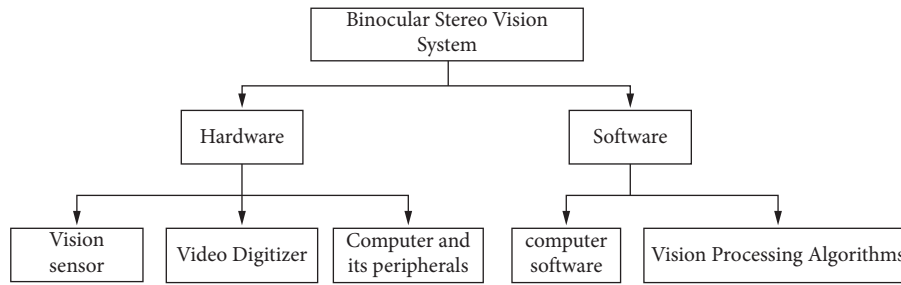 Binocular Stereo Vision
System
Hardware
Software
Vision
sensor
Video Digitizer
Computer and
its peripherals
computer
software
Vision Processing Algorithms